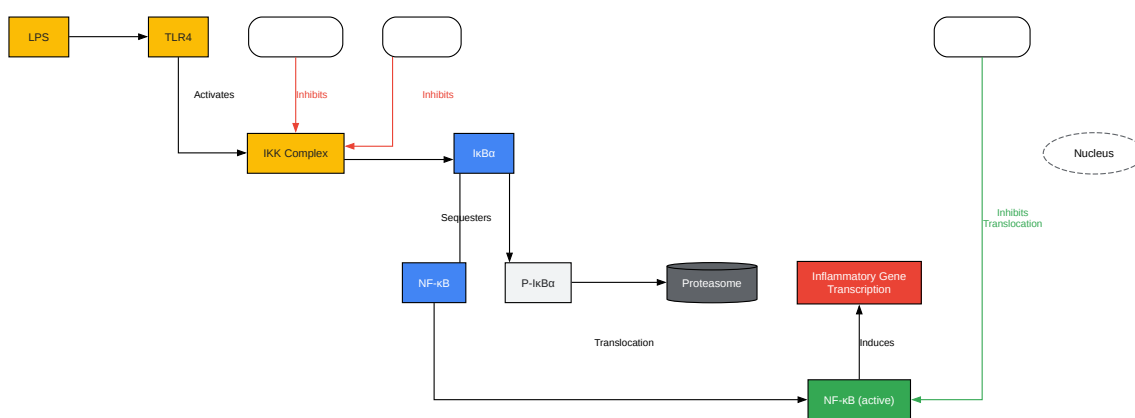 LPS
TLR4
Activates
Inhibits
Inhibits
IKK Complex
IκBα
Nucleus
Sequesters
Inhibits
Translocation
NF-κB
P-IκBα
Proteasome
Inflammatory Gene
Transcription
Translocation
Induces
NF-κB (active)